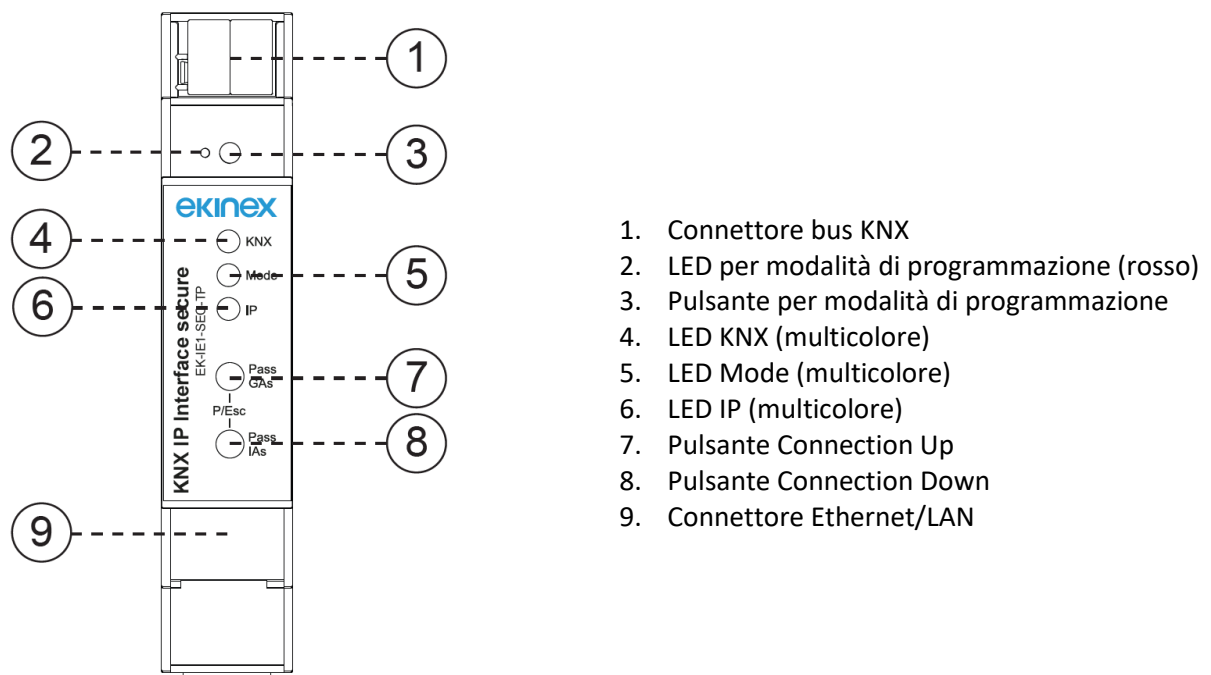 1
2
3
ekinex
4
KNX
Mode
5
6
IP
KNX IP Interface secure
EK-IE1-SEC-TP
Pass
GAs
7
P/Esc
Pass
IAs
8
9
1. Connettore bus KNX
2. LED per modalità di programmazione (rosso)
3. Pulsante per modalità di programmazione
4. LED KNX (multicolore)
5. LED Mode (multicolore)
6. LED IP (multicolore)
7. Pulsante Connection Up
8. Pulsante Connection Down
9. Connettore Ethernet/LAN